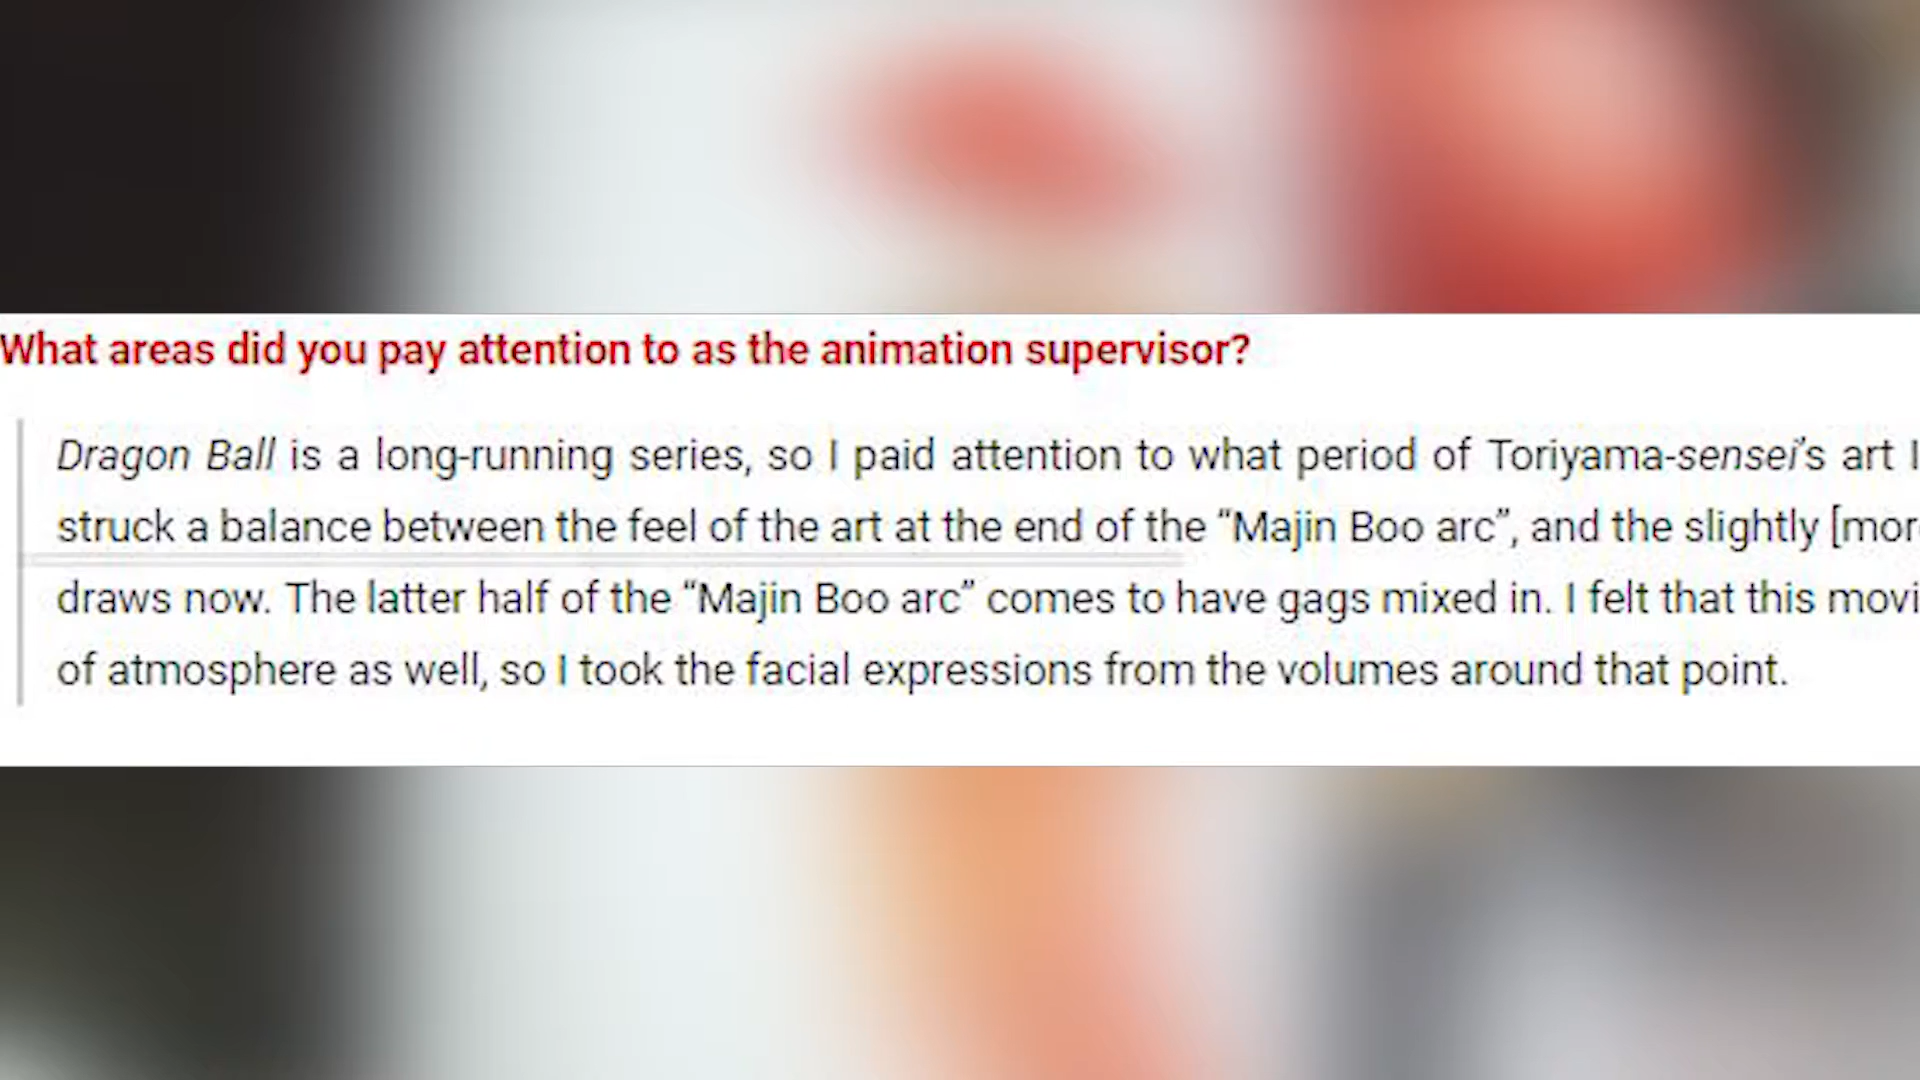 What areas did you pay attention to as the animation supervisor?
Dragon Ball is a long-running series, so I paid attention to what period of Toriyama-sensei’s art I
struck a balance between the feel of the art at the end of the “Majin Boo arc”, and the slightly [mor
draws now. The latter half of the “Majin Boo arc” comes to have gags mixed in. I felt that this movi
of atmosphere as well, so I took the facial expressions from the volumes around that point.